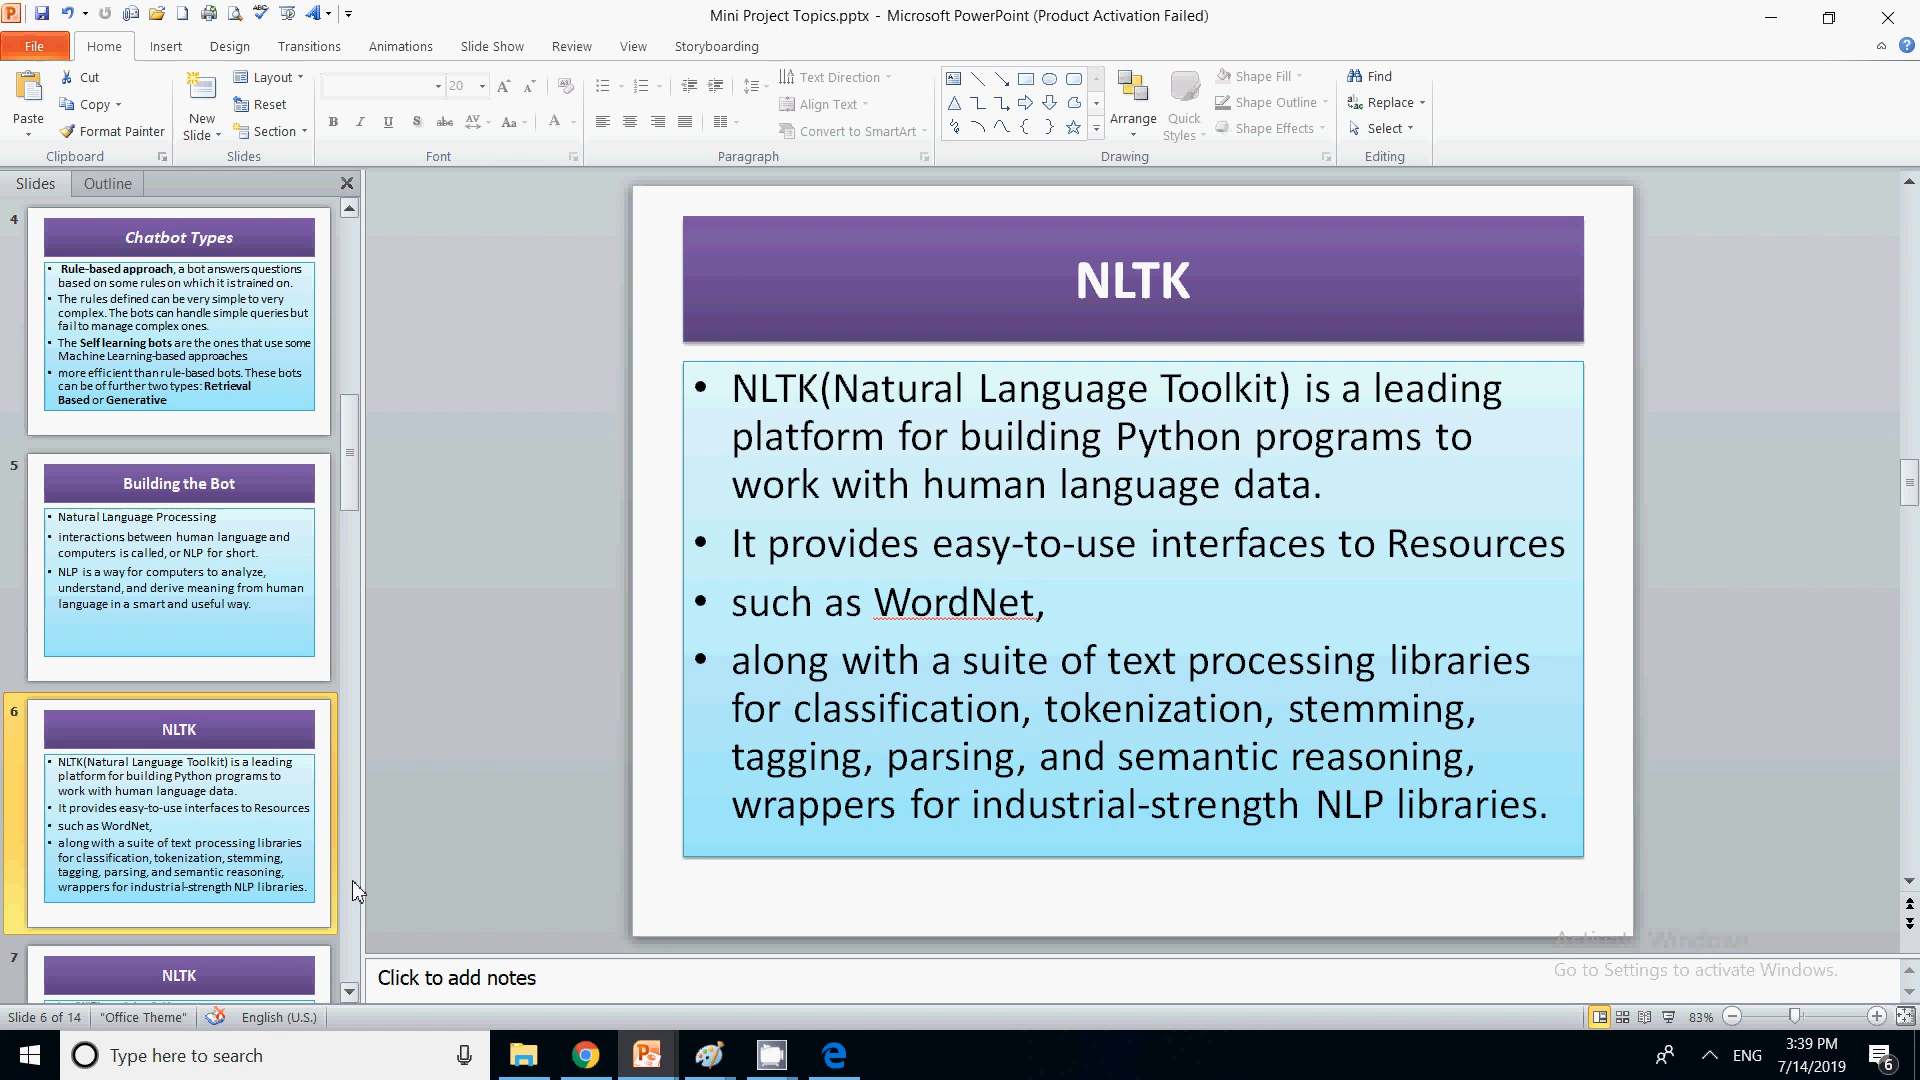 Mini Project Topics.pptx - Microsoft PowerPoint (Product Activation Failed)
File Home Insert Design Transitions Animations Slide Show Review View Storyboarding
Paste
Cut
Copy
Format Painter
Clipboard
New Slide
Layout
Reset
Section
Slides
20
Font
Text Direction
Align Text
Convert to SmartArt
Paragraph
Arrange
Quick Styles
Shape Fill
Shape Outline
Shape Effects
Drawing
Find
Replace
Select
Editing
Slides Outline
4
Chatbot Types
• Rule-based approach, a bot answers questions
based on some rules on which it is trained on.
• The rules defined can be very simple to very
complex. The bots can handle simple queries but
fail to manage complex ones.
• The Self learning bots are the ones that use some
Machine Learning-based approaches
• more efficient than rule-based bots. These bots
can be of further two types: Retrieval
Based or Generative
5
Building the Bot
• Natural Language Processing
• interactions between human language and
computers is called, or NLP for short.
• NLP is a way for computers to analyze,
understand, and derive meaning from human
language in a smart and useful way.
6
NLTK
• NLTK(Natural Language Toolkit) is a leading
platform for building Python programs to
work with human language data.
• It provides easy-to-use interfaces to Resources
• such as WordNet,
• along with a suite of text processing libraries
for classification, tokenization, stemming,
tagging, parsing, and semantic reasoning,
wrappers for industrial-strength NLP libraries.
7
NLTK
NLTK
• NLTK(Natural Language Toolkit) is a leading
platform for building Python programs to
work with human language data.
• It provides easy-to-use interfaces to Resources
• such as WordNet,
• along with a suite of text processing libraries
for classification, tokenization, stemming,
tagging, parsing, and semantic reasoning,
wrappers for industrial-strength NLP libraries.
Activate Windows
Go to Settings to activate Windows.
Click to add notes
Slide 6 of 14 "Office Theme" English (U.S.) 83%
Type here to search
ENG
3:39 PM
7/14/2019
6